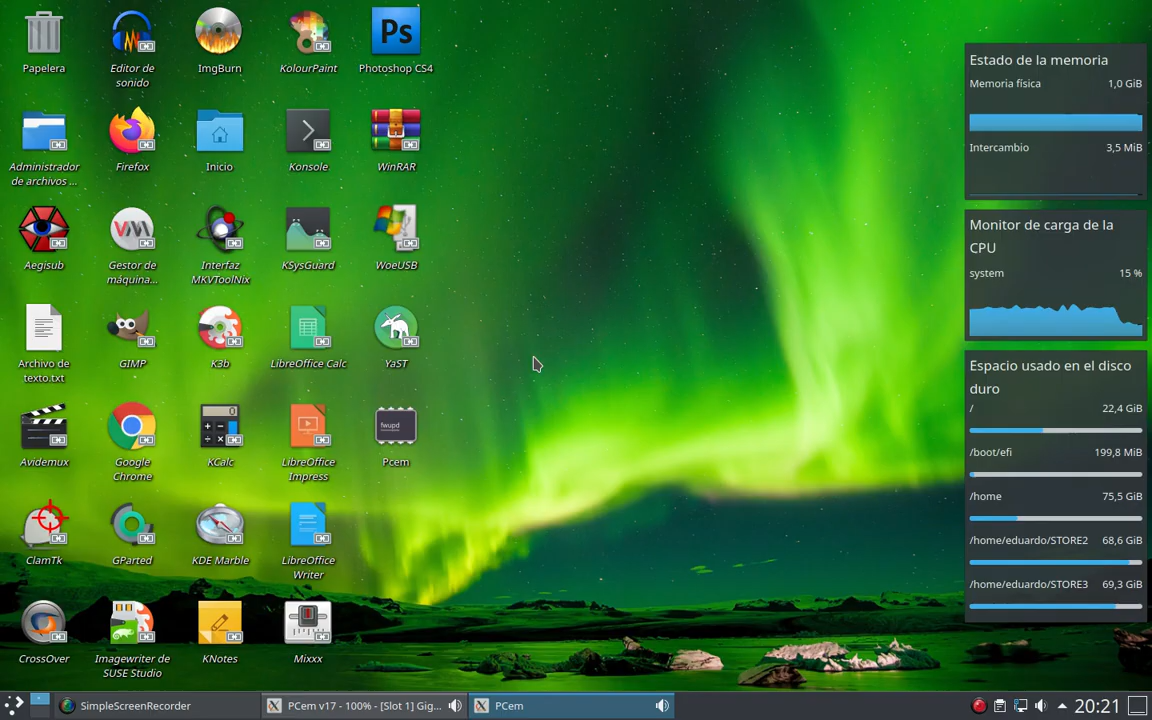 Papelera
Editor de
sonido
ImgBurn
KolourPaint
Ps
Photoshop CS4
Administrador
de archivos ...
Firefox
Inicio
Konsole
WinRAR
Aegisub
VM
Gestor de
máquina...
Interfaz
MKVToolNix
KSysGuard
WoeUSB
Archivo de
texto.txt
GIMP
K3b
LibreOffice Calc
YaST
Avidemux
Google
Chrome
0
KCalc
LibreOffice
Impress
fwupd
Pcem
ClamTk
GParted
KDE Marble
LibreOffice
Writer
CrossOver
Imagewriter de
SUSE Studio
KNotes
Mixxx
Estado de la memoria
Memoria física 1,0 GiB
Intercambio 3,5 MiB
Monitor de carga de la
CPU
system 15 %
Espacio usado en el disco
duro
/ 22,4 GiB
/boot/efi 199,8 MiB
/home 75,5 GiB
/home/eduardo/STORE2 68,6 GiB
/home/eduardo/STORE3 69,3 GiB
SimpleScreenRecorder
PCem v17 - 100% - [Slot 1] Gig...
PCem
20:21